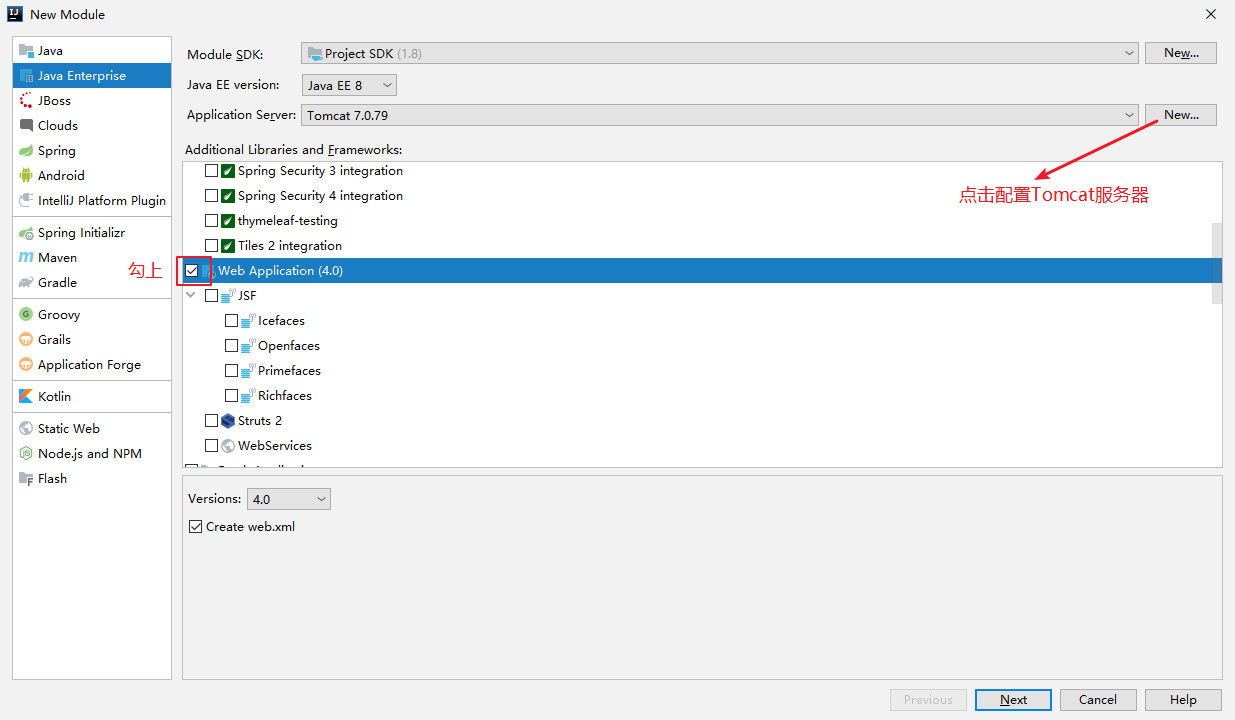 New Module
Java
Java Enterprise
JBoss
Clouds
Spring
Android
IntelliJ Platform Plugin
Spring Initializr
Maven
Gradle
Groovy
Grails
Application Forge
Kotlin
Static Web
Node.js and NPM
Flash
Module SDK: Project SDK (1.8) New...
Java EE version: Java EE 8
Application Server: Tomcat 7.0.79 New...
点击配置Tomcat服务器
Additional Libraries and Frameworks:
Spring Security 3 integration
Spring Security 4 integration
thymeleaf-testing
Tiles 2 integration
勾上
Web Application (4.0)
JSF
Icefaces
Openfaces
Primefaces
Richfaces
Struts 2
WebServices
Versions: 4.0
Create web.xml
Previous Next Cancel Help